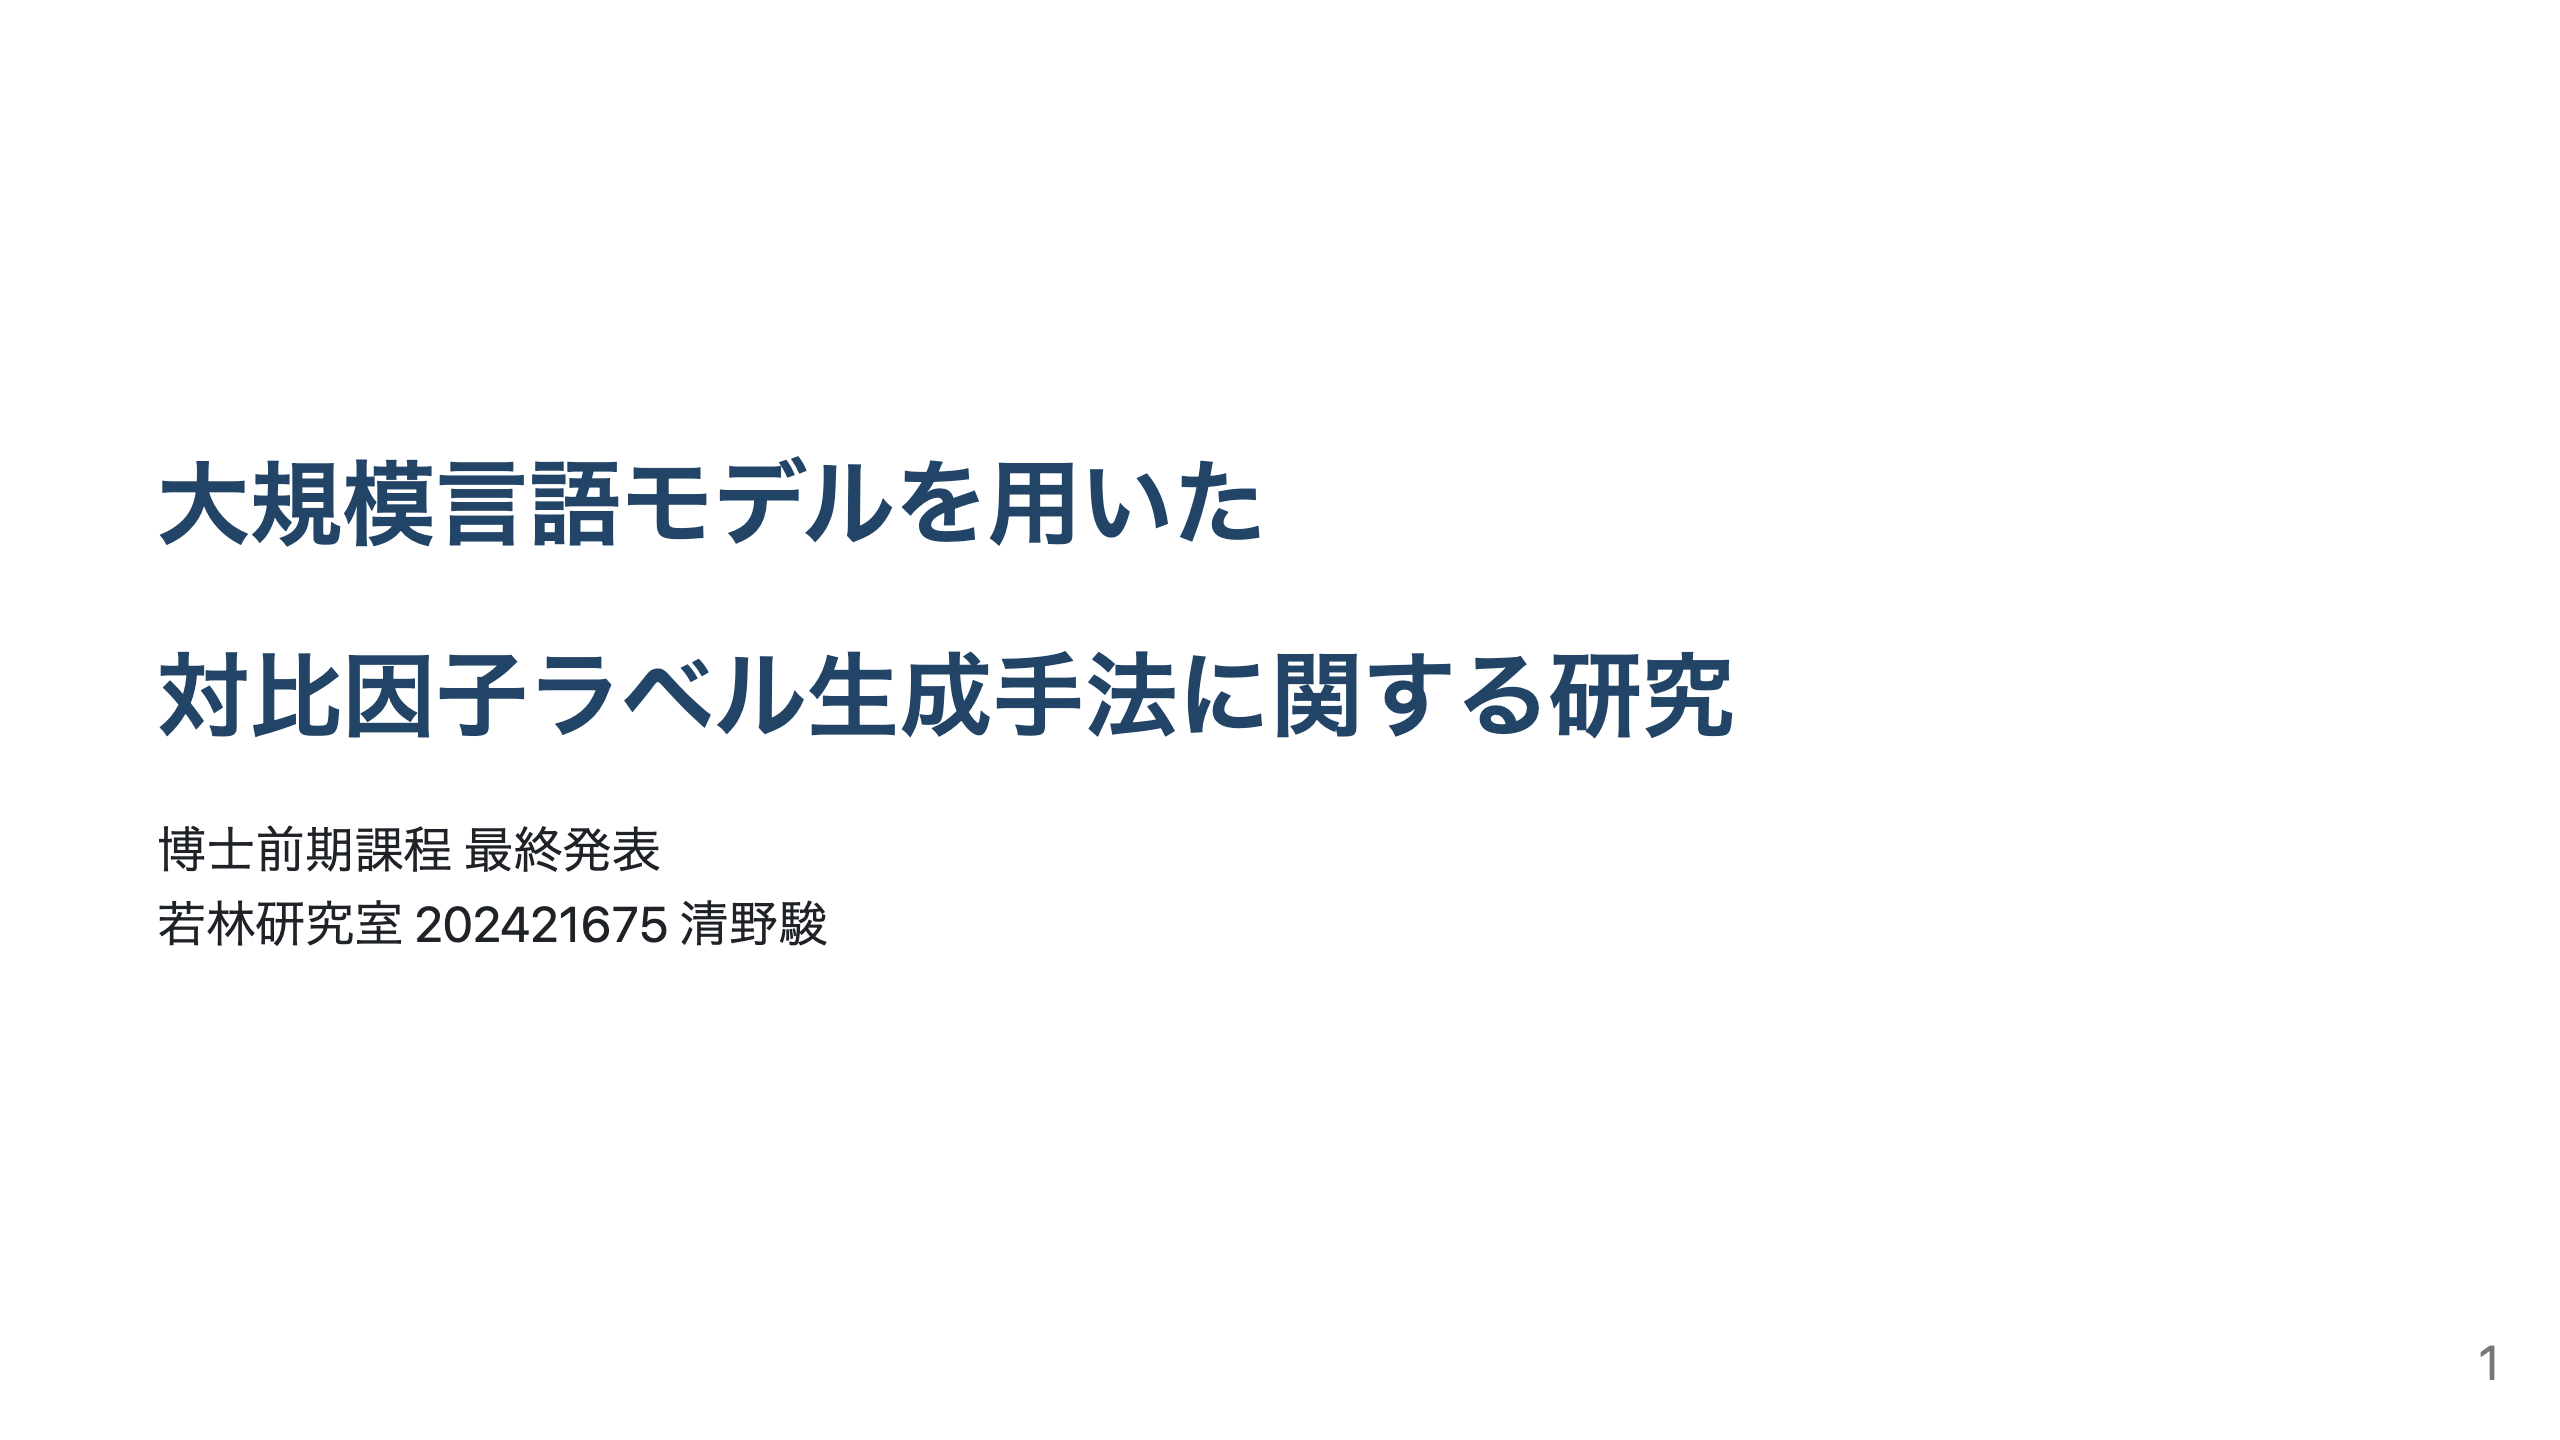 大規模言語モデルを用いた
対比因子ラベル生成手法に関する研究
博士前期課程 最終発表
若林研究室 202421675 清野駿
1